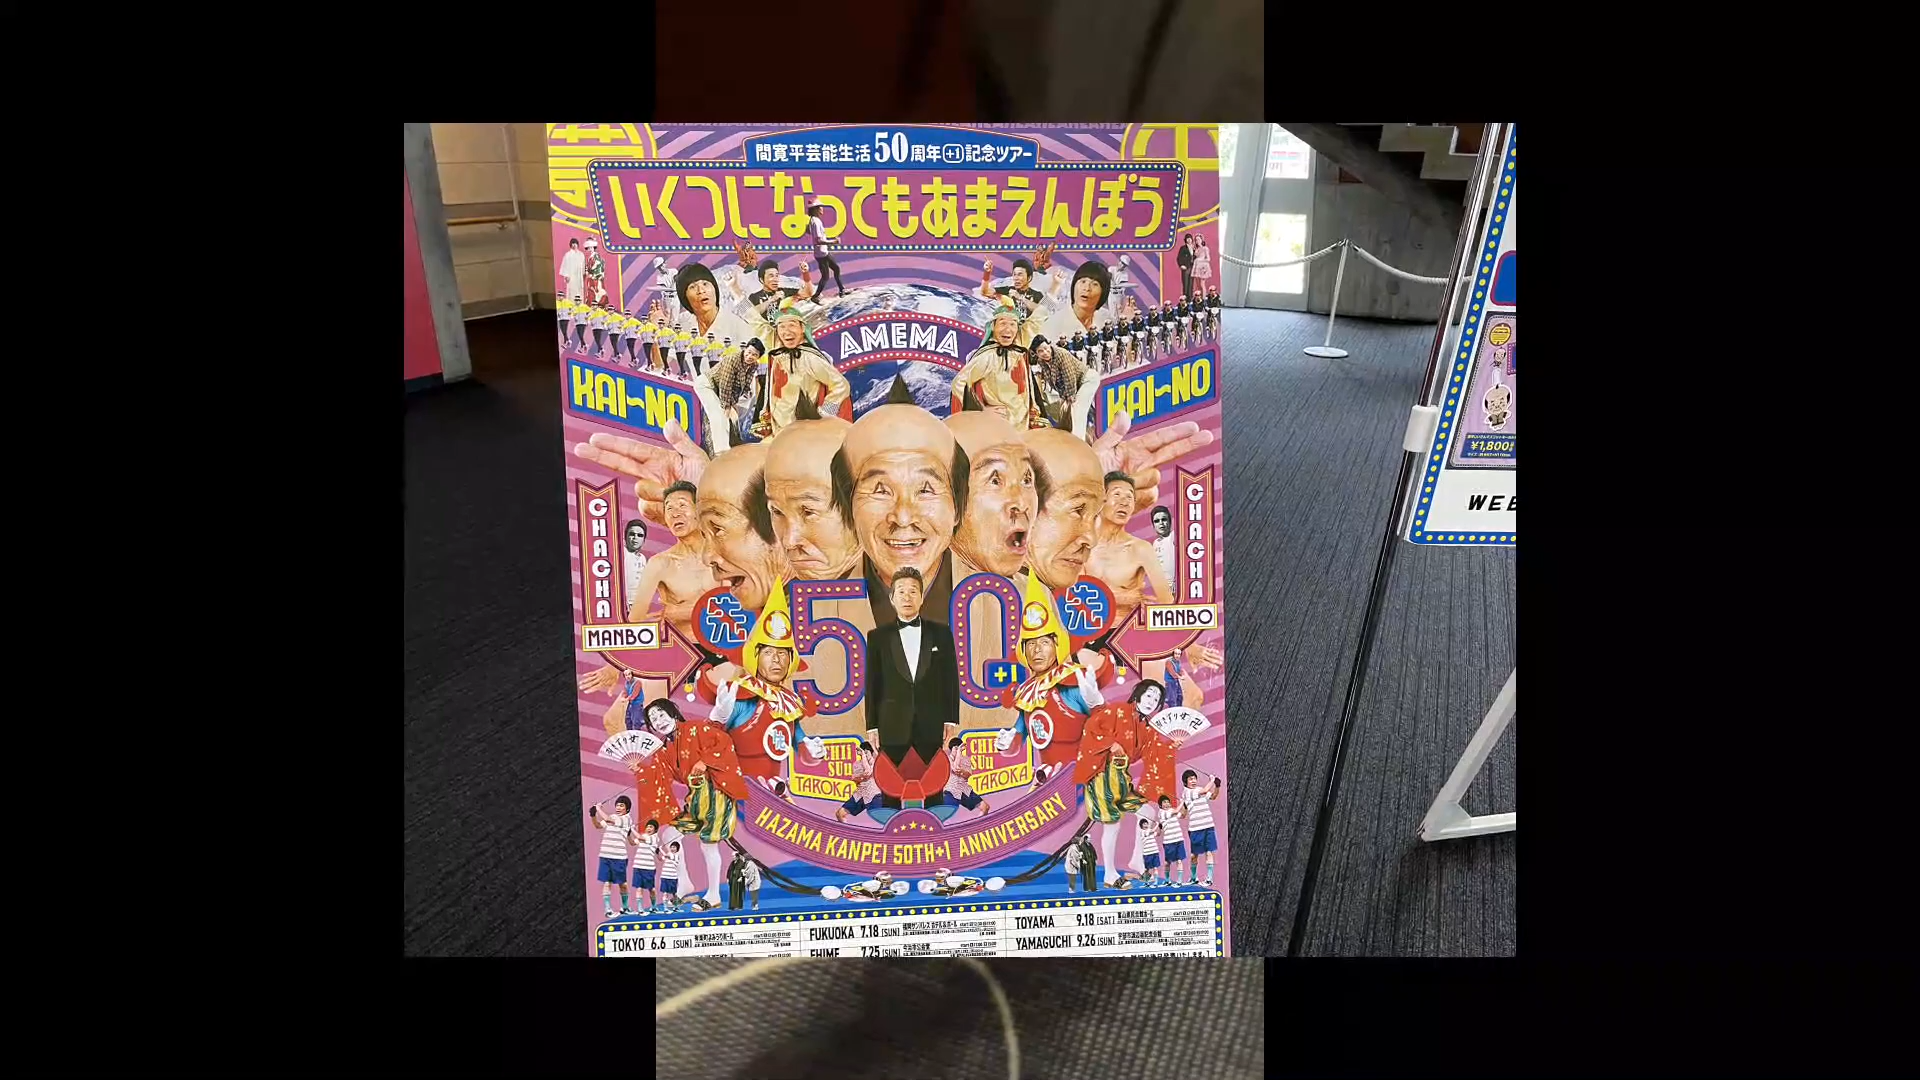 間寛平芸能生活50周年+1記念ツアー
いくつになってもあまえんぼう
AMEMA
KAI~NO
KAI~NO
CHACHA
CHACHA
MANBO
MANBO
先
先
50
+1
CHIi
SUu
TAROKA
CHIi
SUu
TAROKA
HAZAMA KANPEI 50TH+1 ANNIVERSARY
TOKYO 6.6 [SUN]
FUKUOKA 7.18 [SUN]
EHIME 7.25 [SUN]
TOYAMA 9.18 [SAT]
YAMAGUCHI 9.26 [SUN]
¥1,800
WEB